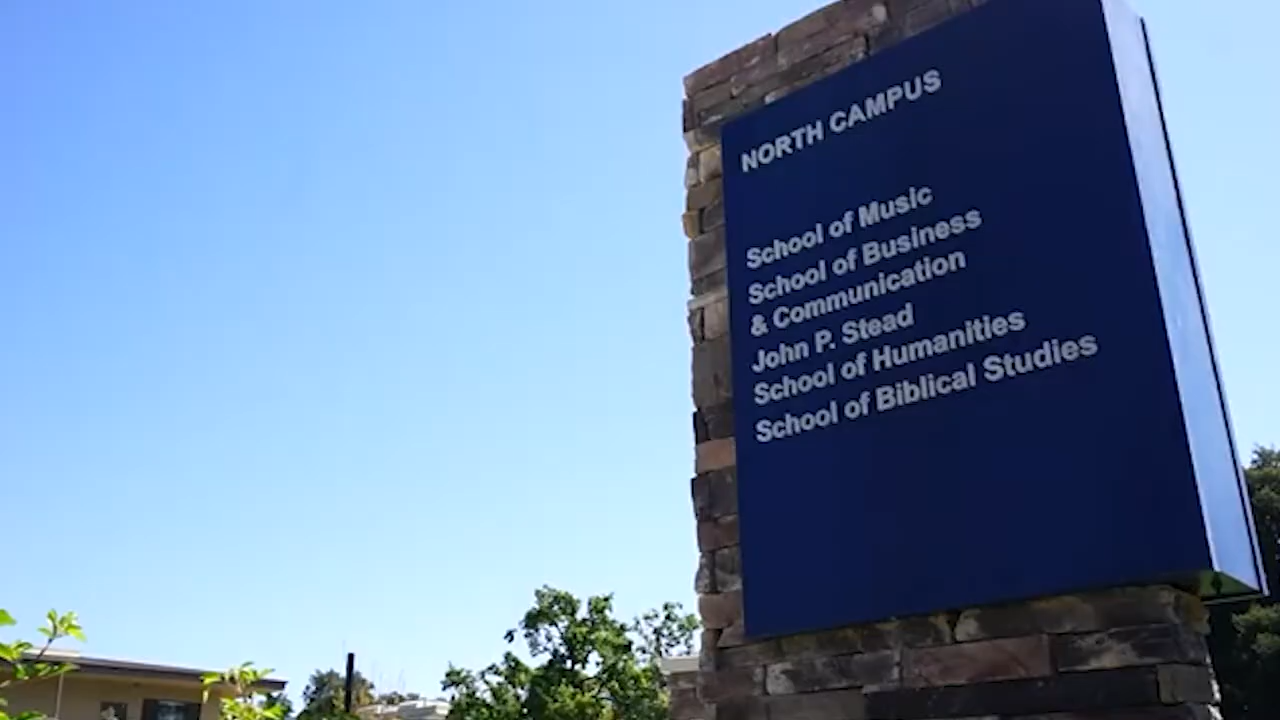 NORTH CAMPUS
School of Music
School of Business
& Communication
John P. Stead
School of Humanities
School of Biblical Studies